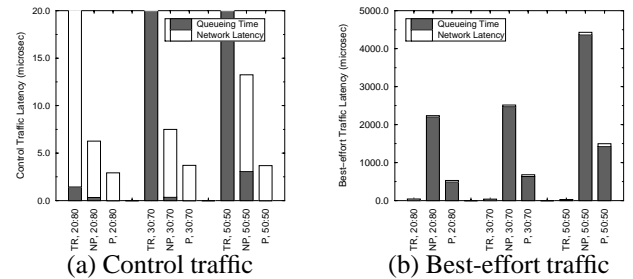 Queueing Time
Network Latency
Control Traffic Latency (microsec)
20.0
15.0
10.0
5.0
0.0
TR, 20:80
NP, 20:80
P, 20:80
TR, 30:70
NP, 30:70
P, 30:70
TR, 50:50
NP, 50:50
P, 50:50
(a) Control traffic
Queueing Time
Network Latency
Best-effort Traffic Latency (microsec)
5000.0
4000.0
3000.0
2000.0
1000.0
0.0
TR, 20:80
NP, 20:80
P, 20:80
TR, 30:70
NP, 30:70
P, 30:70
TR, 50:50
NP, 50:50
P, 50:50
(b) Best-effort traffic